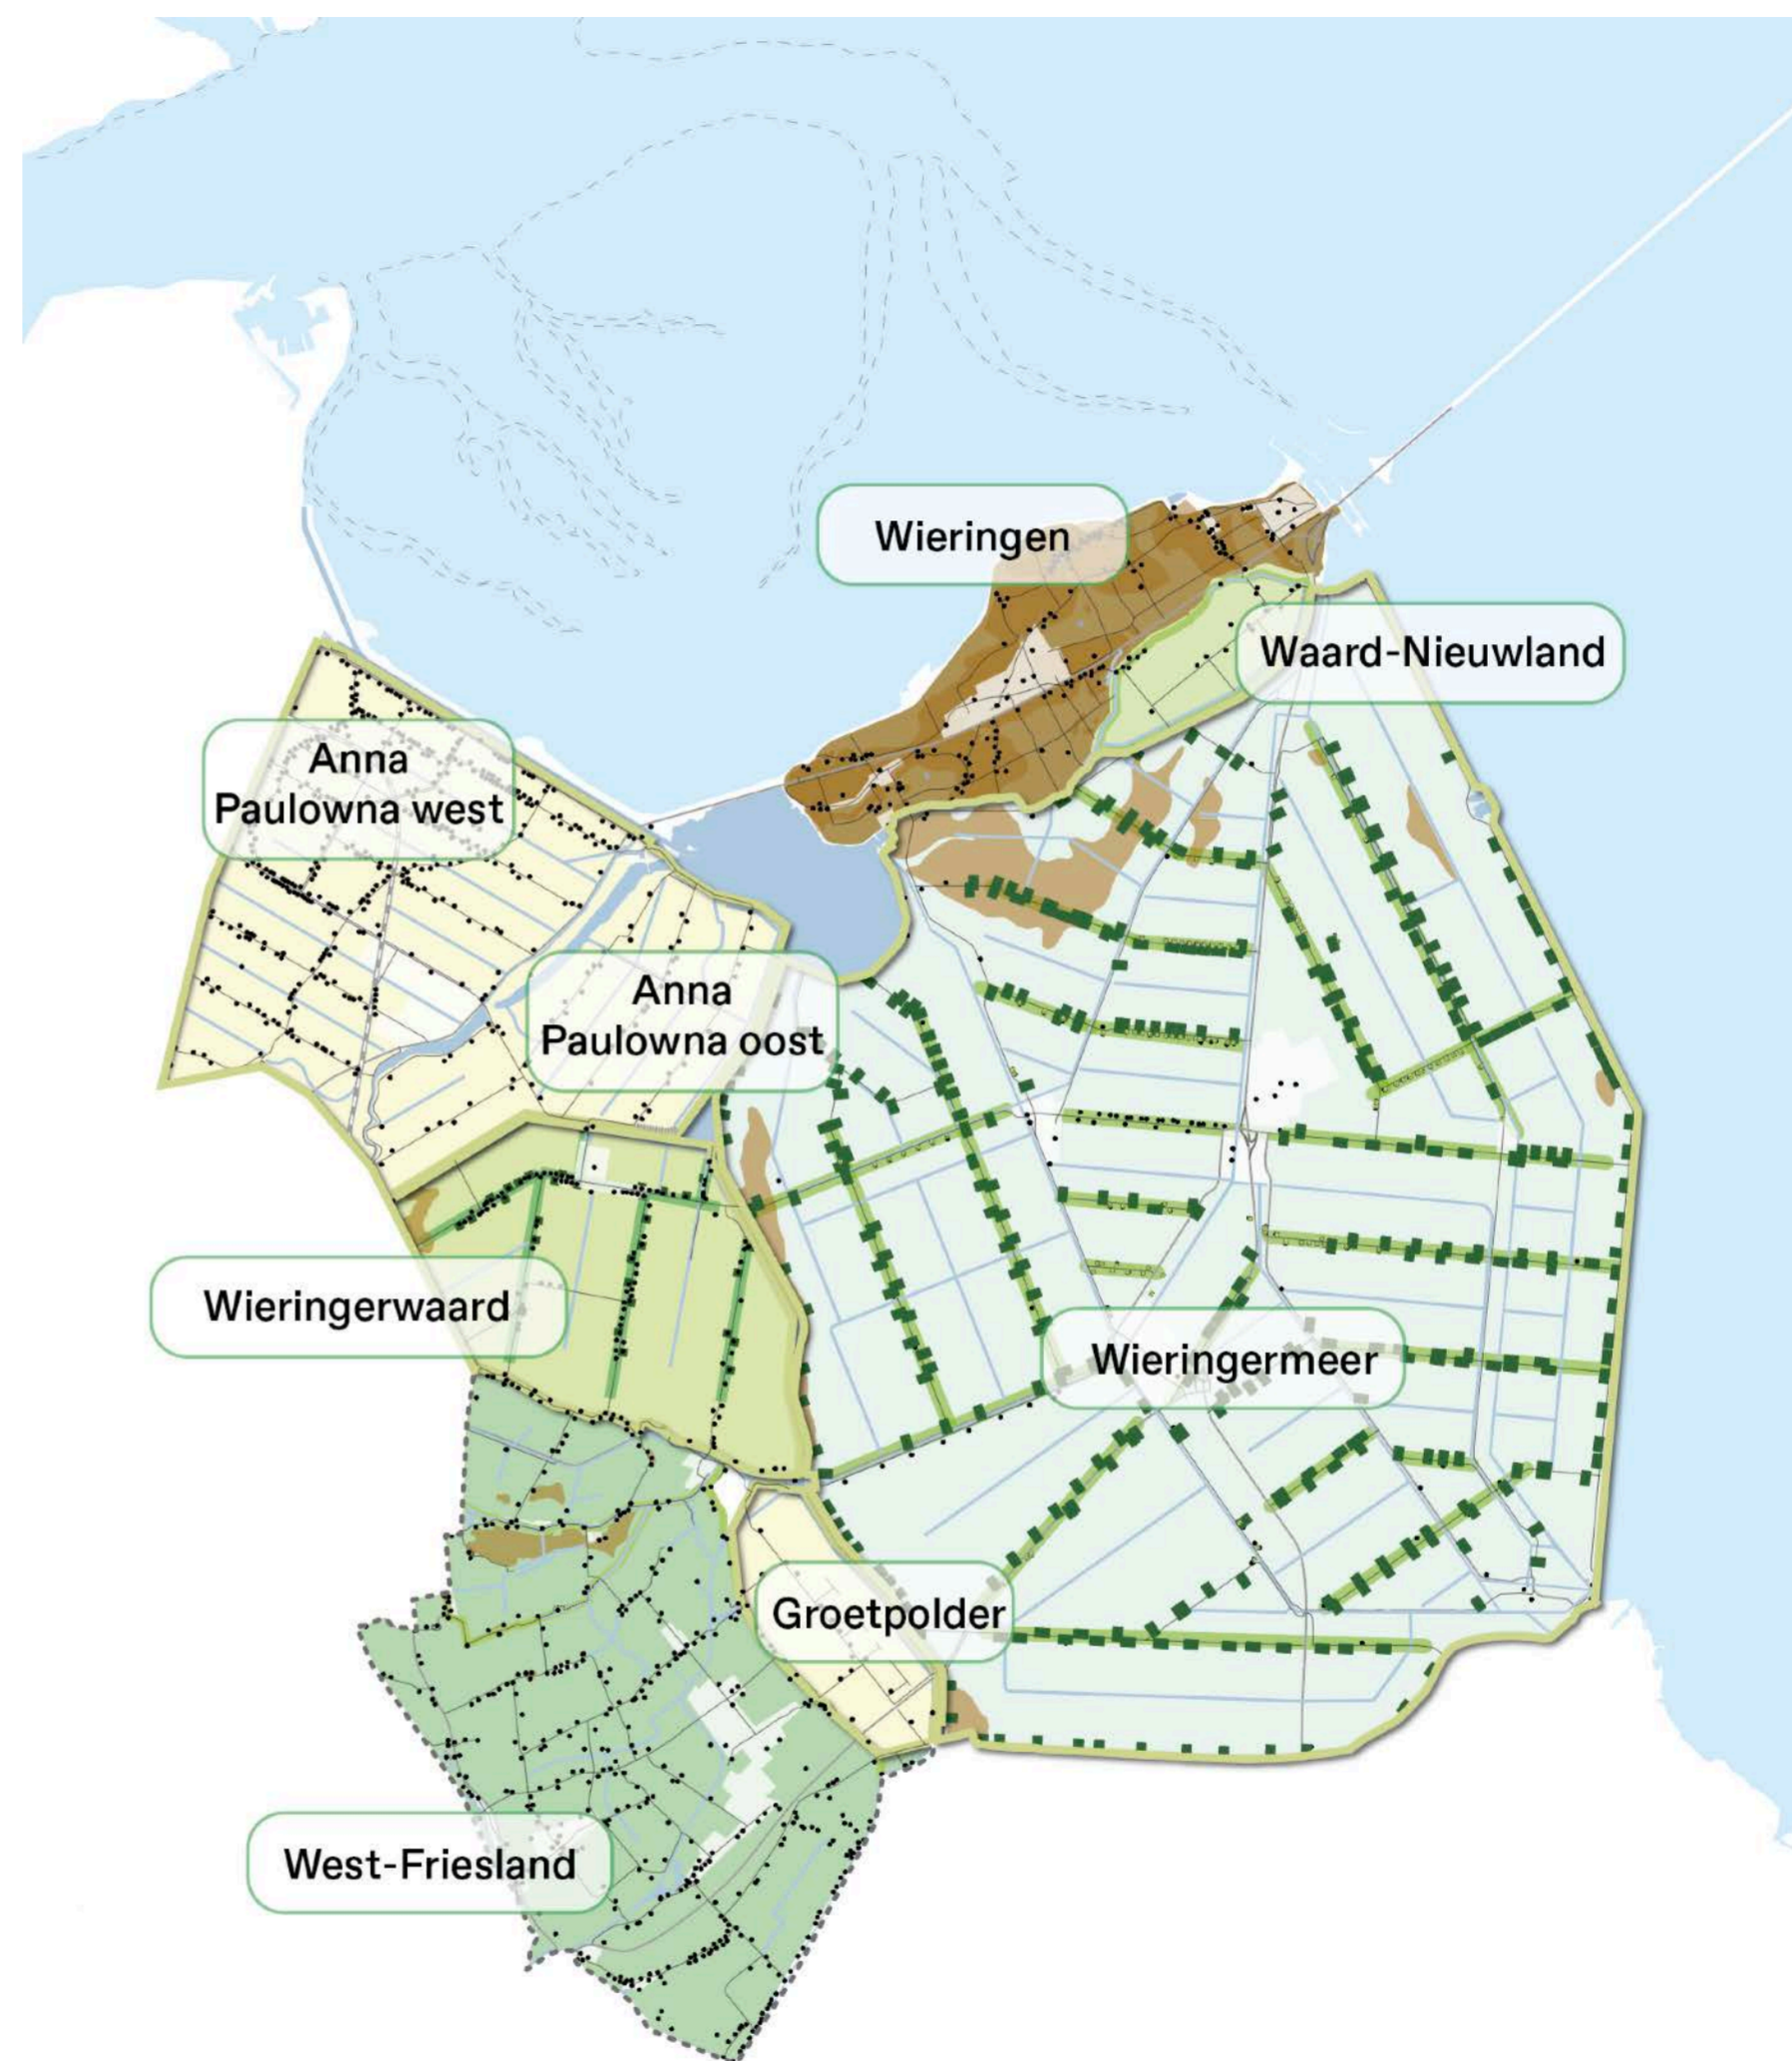 Wieringen
Waard-Nieuwland
Anna
Paulowna west
Anna
Paulowna oost
Wieringerwaard
Wieringermeer
Groetpolder
West-Friesland